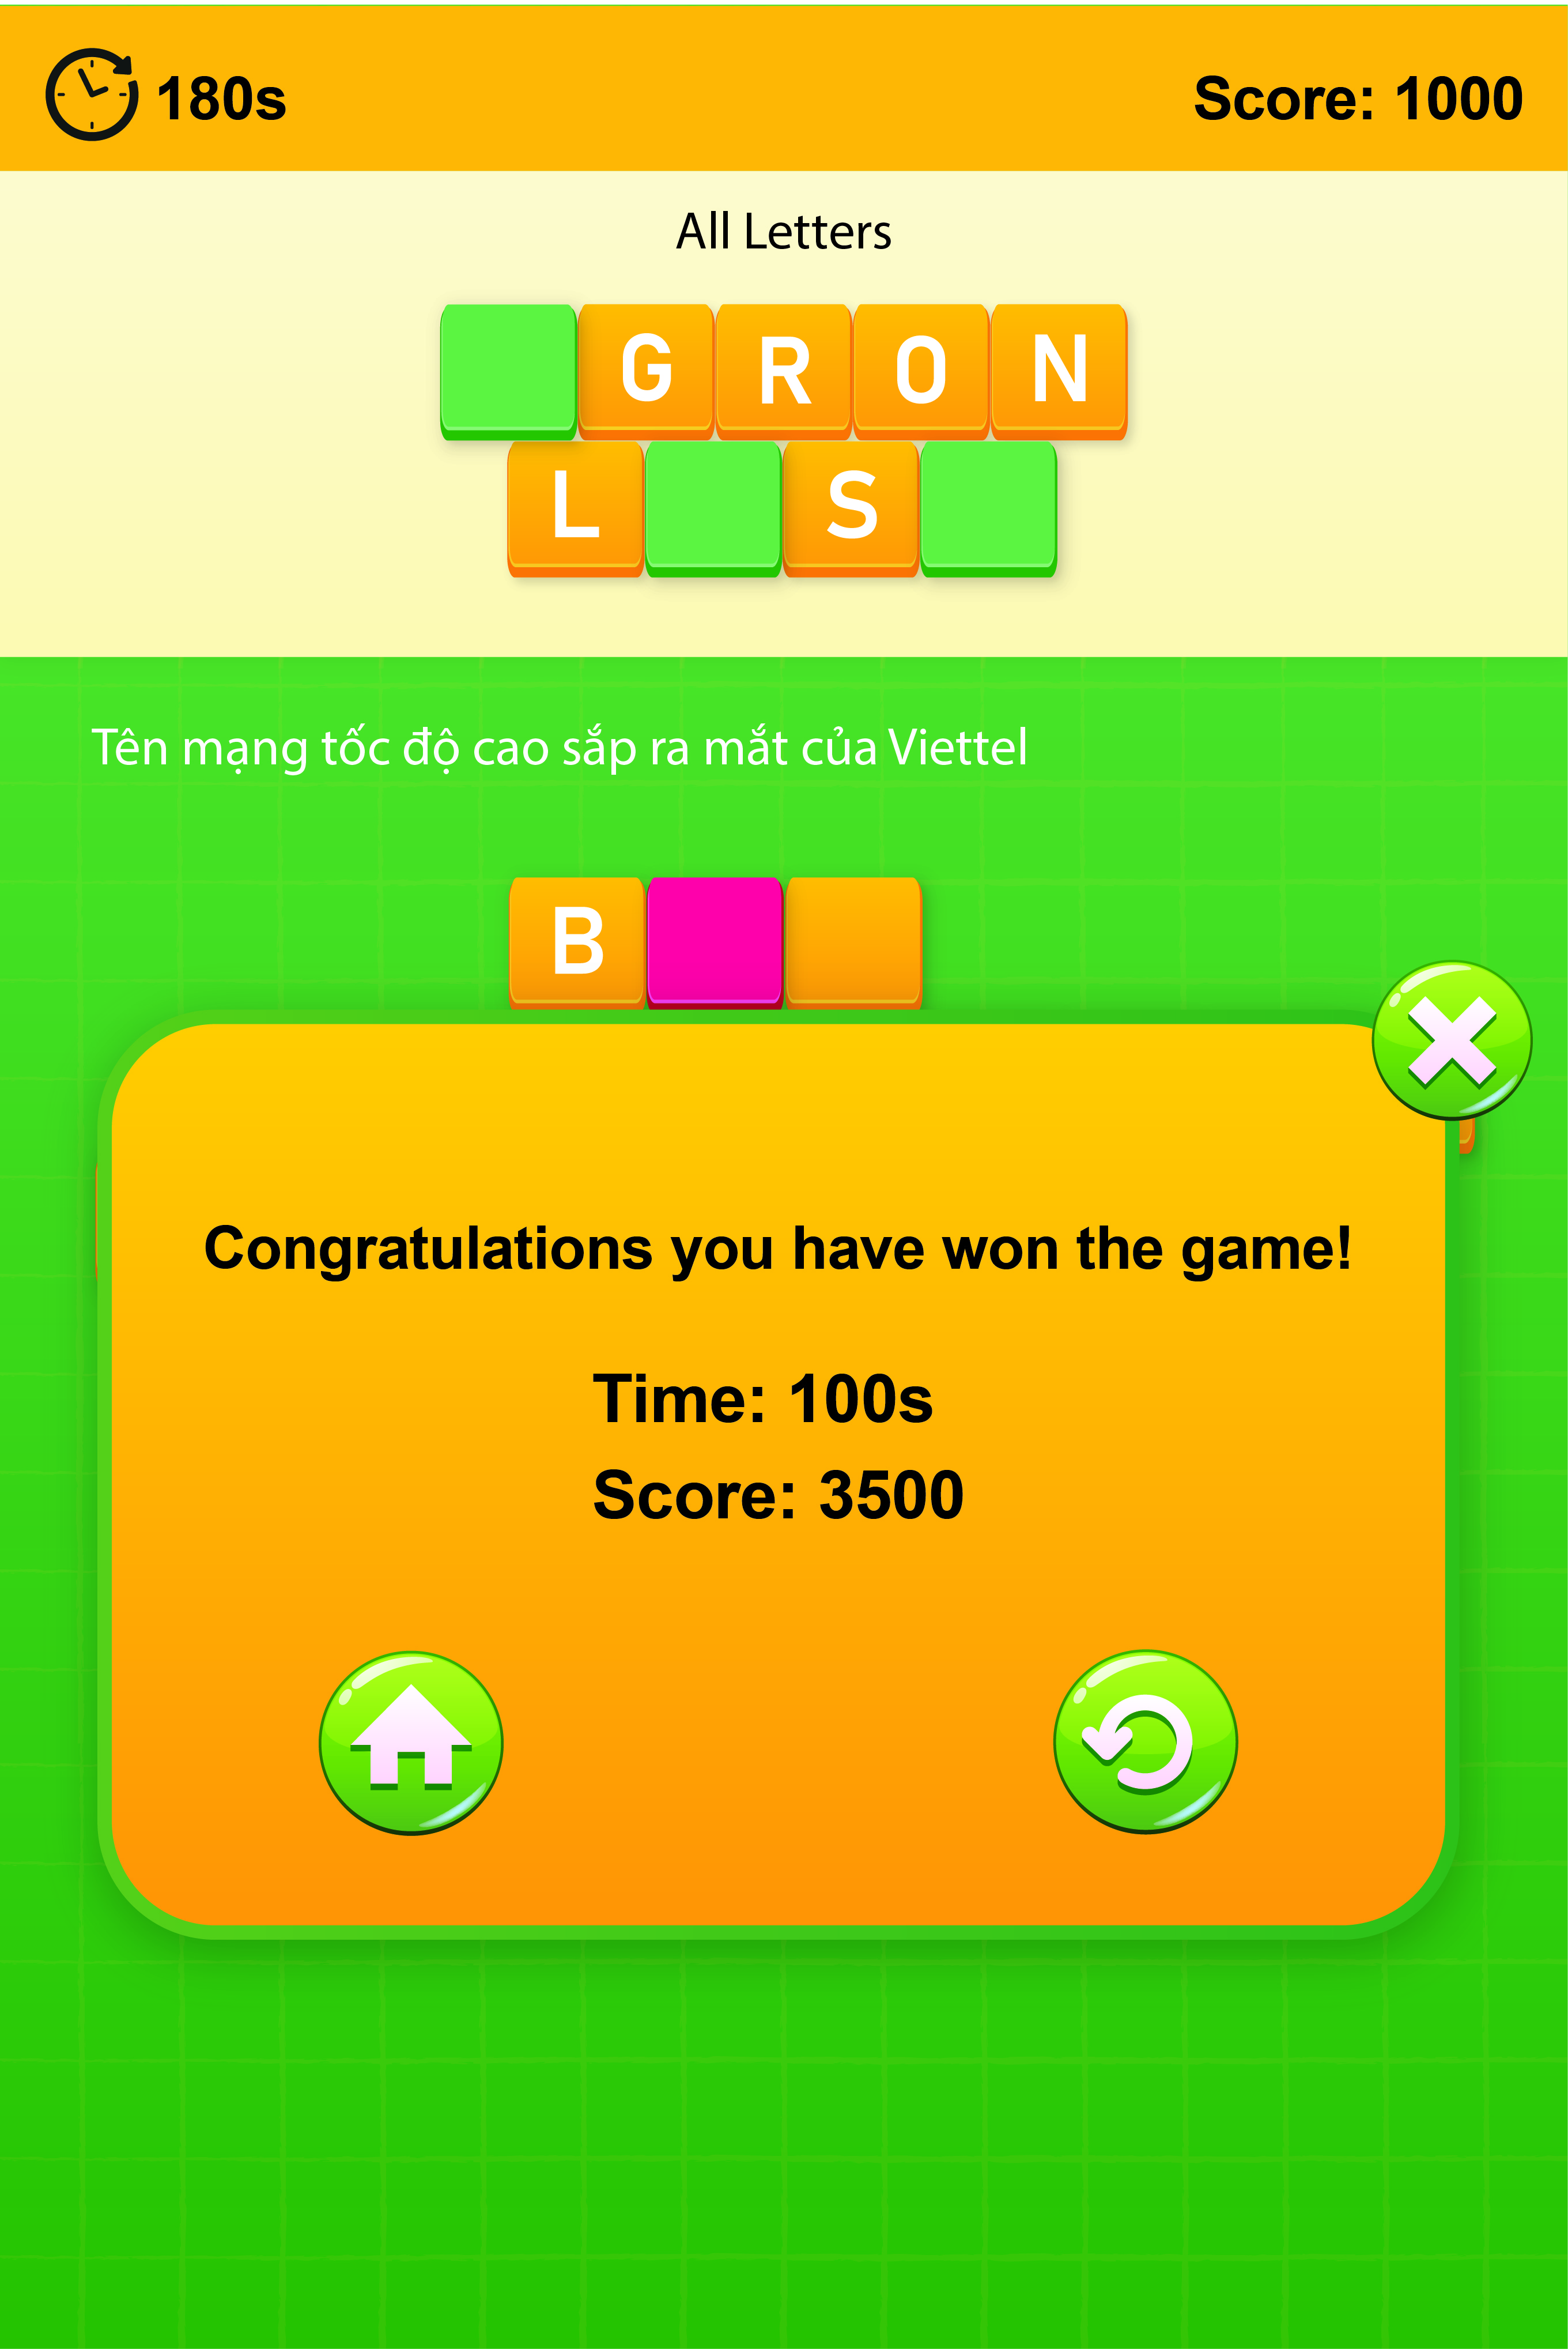 180s
Score: 1000
All Letters
G R O N
L S
Tên mạng tốc độ cao sắp ra mắt của Viettel
B
Congratulations you have won the game!
Time: 100s
Score: 3500